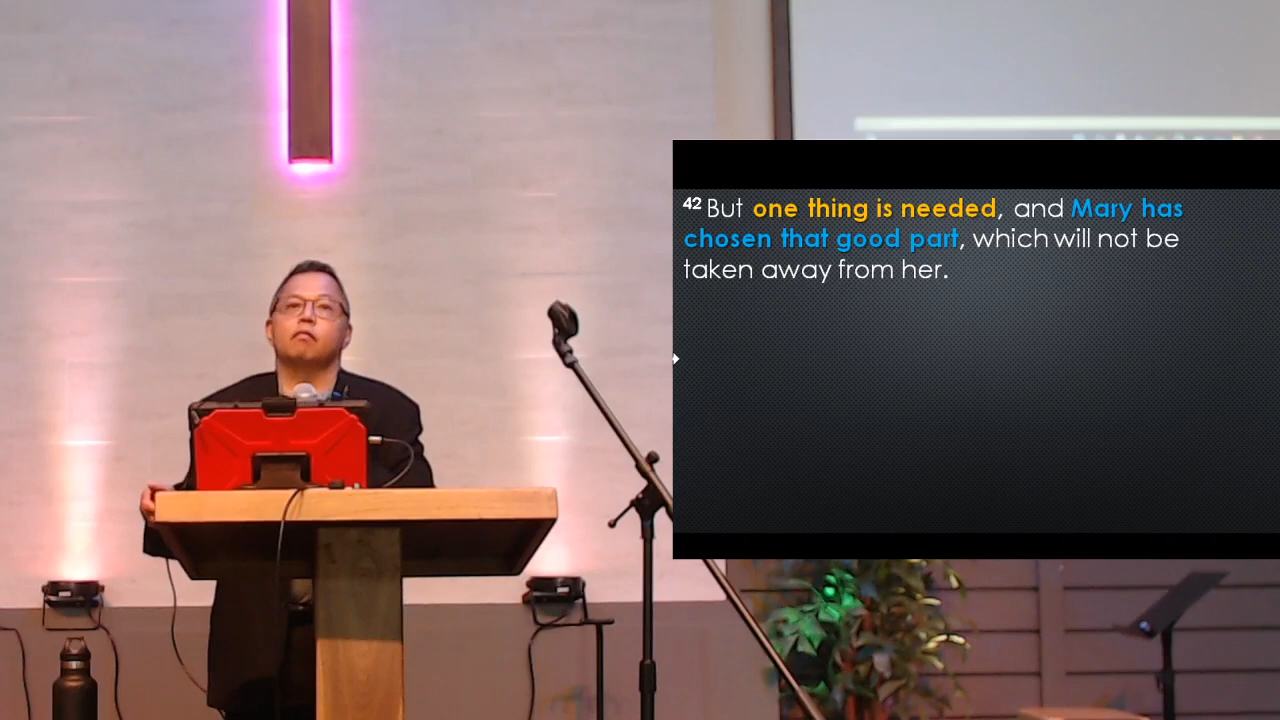 42 But one thing is needed, and Mary has
chosen that good part, which will not be
taken away from her.